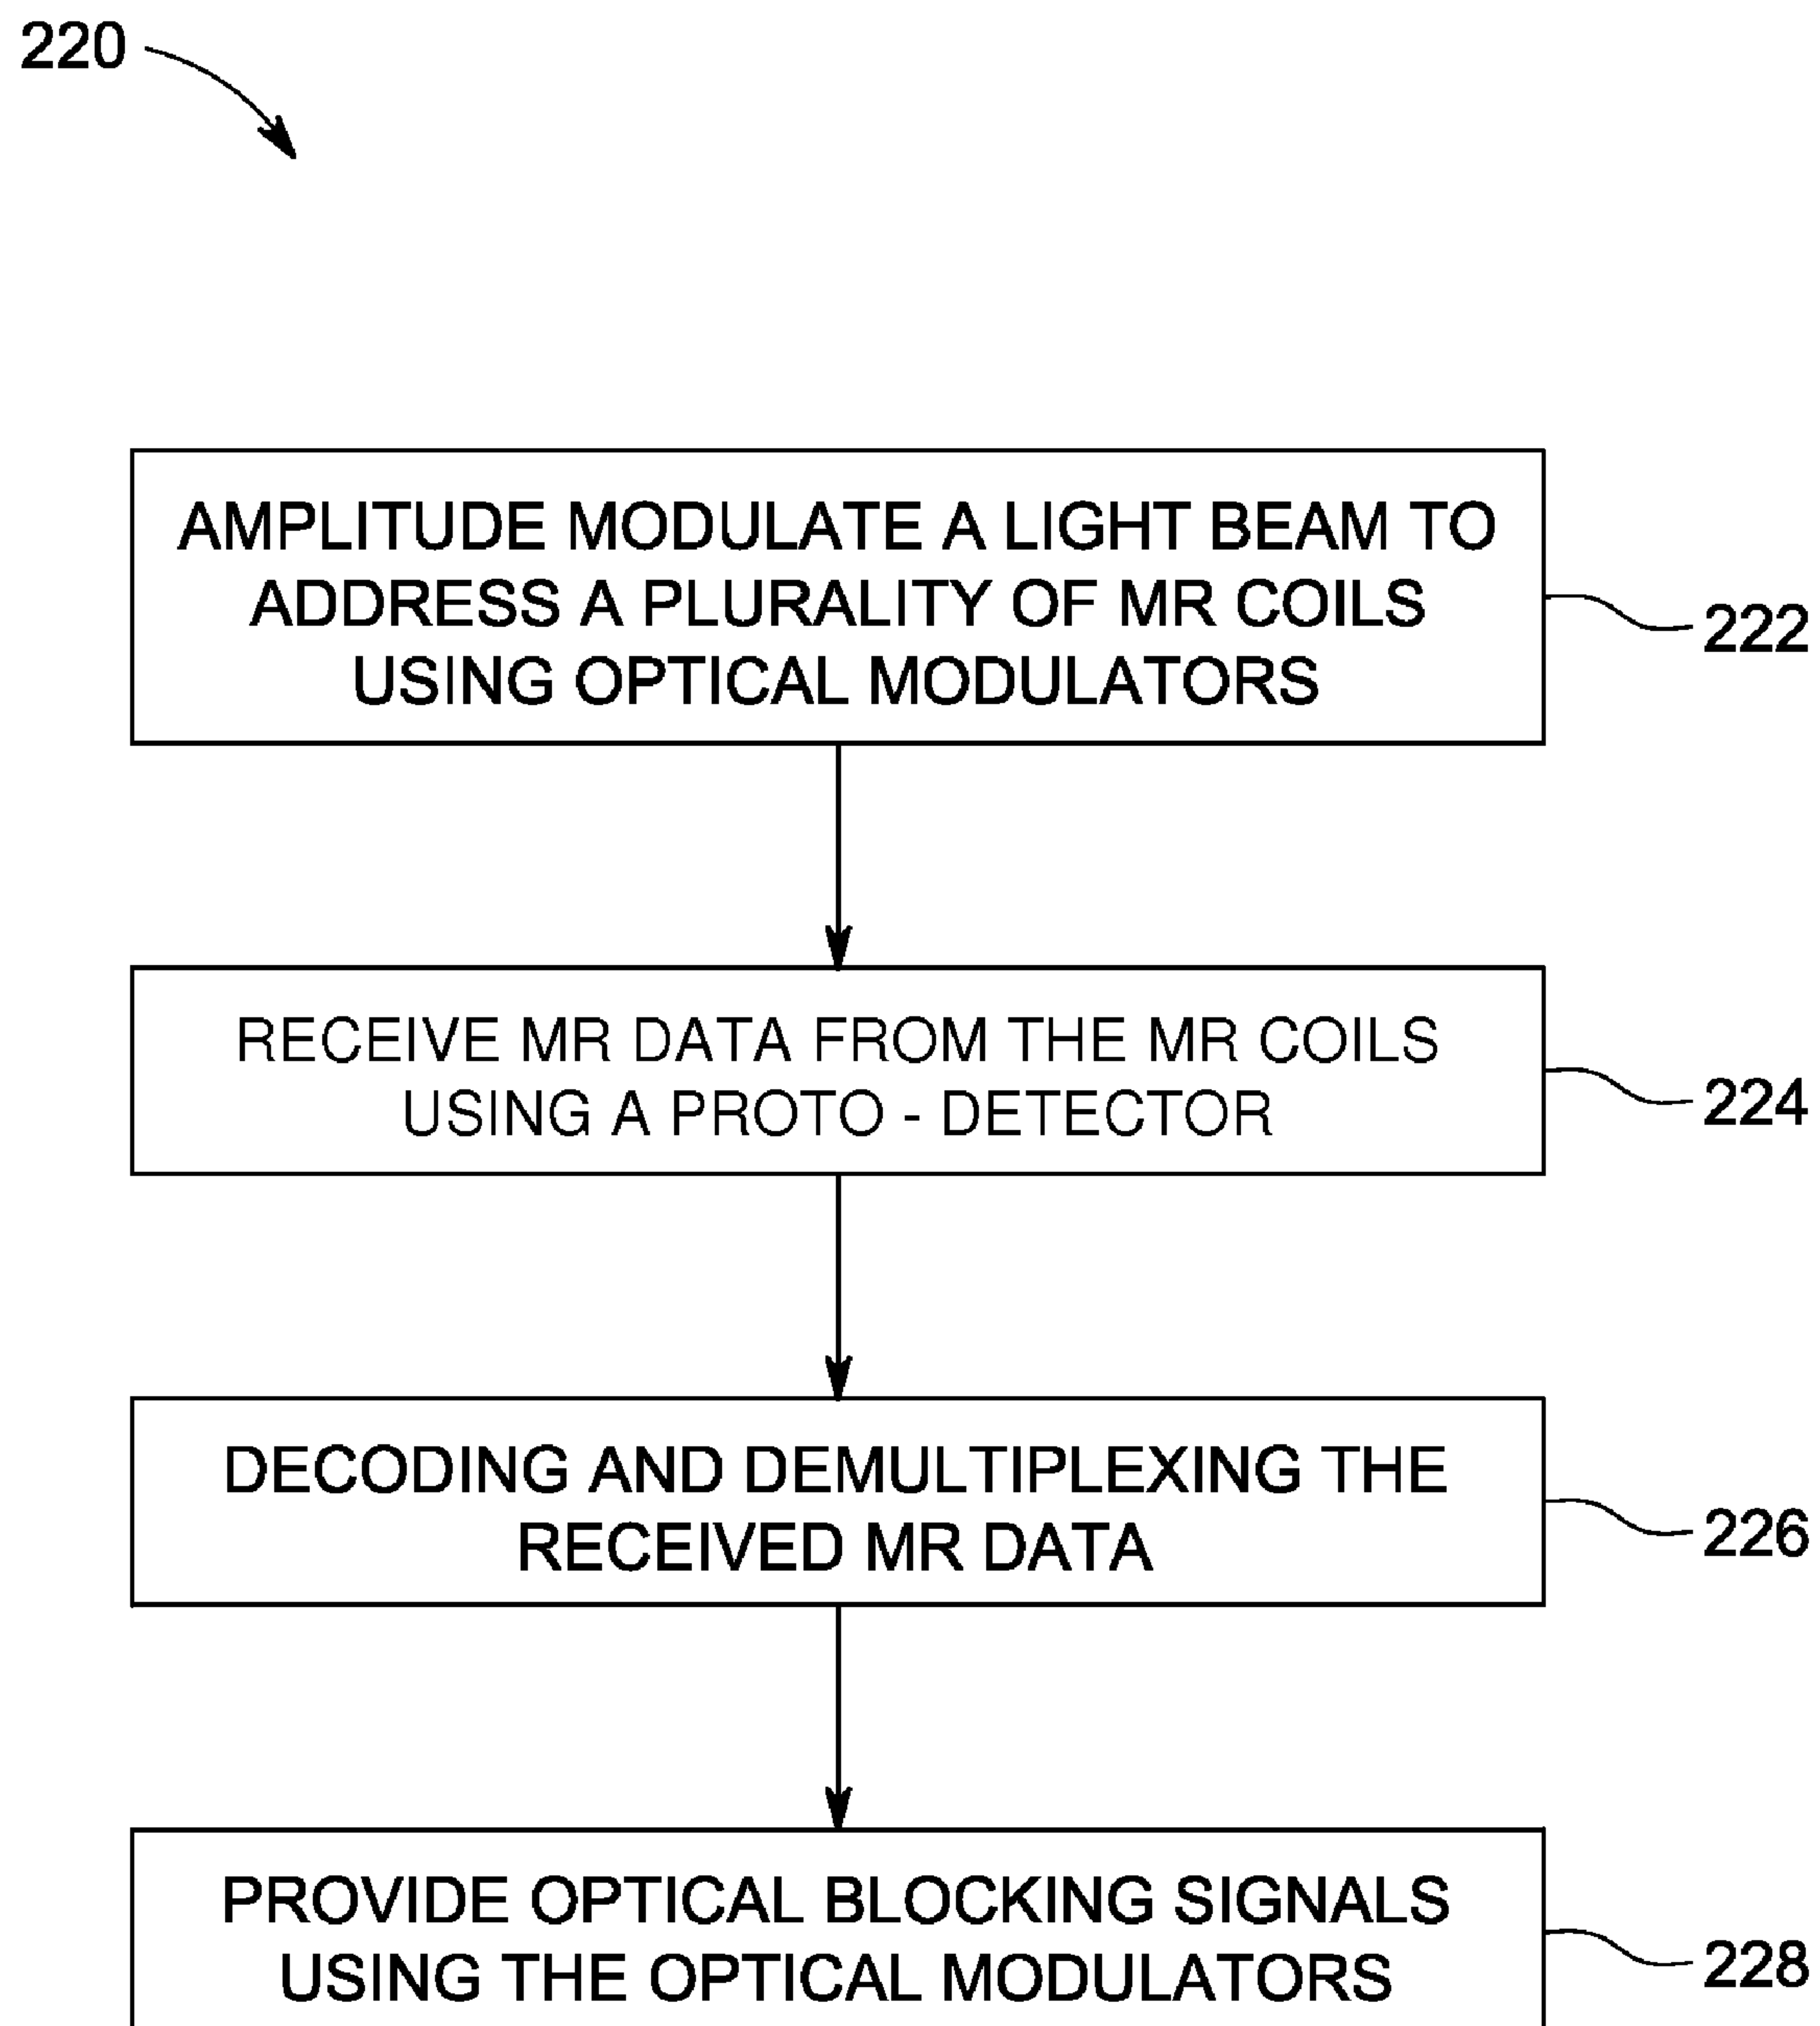 220
AMPLITUDE MODULATE A LIGHT BEAM TO
ADDRESS A PLURALITY OF MR COILS
USING OPTICAL MODULATORS
222
RECEIVE MR DATA FROM THE MR COILS
USING A PROTO - DETECTOR
224
DECODING AND DEMULTIPLEXING THE
RECEIVED MR DATA
226
PROVIDE OPTICAL BLOCKING SIGNALS
USING THE OPTICAL MODULATORS
228